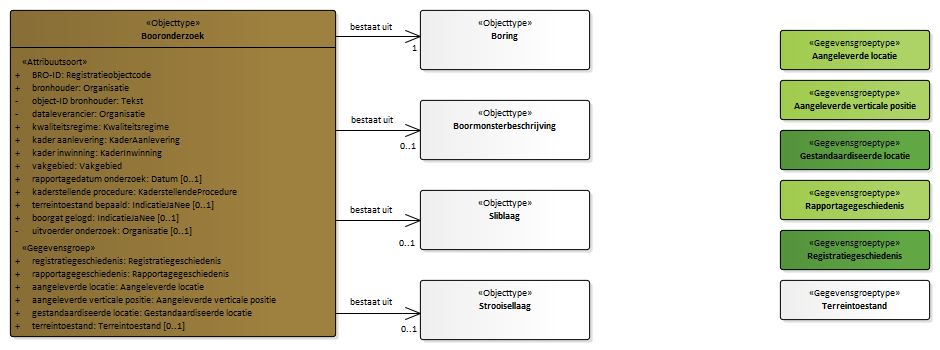 «Objecttype»
Booronderzoek
«Attribuutsoort»
+ BRO-ID: Registratieobjectcode
+ bronhouder: Organisatie
- object-ID bronhouder: Tekst
- dataleverancier: Organisatie
+ kwaliteitsregime: Kwaliteitsregime
+ kader aanlevering: KaderAanlevering
+ kader inwinning: KaderInwinning
+ vakgebied: Vakgebied
+ rapportagedatum onderzoek: Datum [0..1]
+ kaderstellende procedure: KaderstellendeProcedure
+ terreintoestand bepaald: IndicatieJaNee [0..1]
+ boorgat gelogd: IndicatieJaNee [0..1]
- uitvoerder onderzoek: Organisatie [0..1]
«Gegevensgroep»
+ registratiegeschiedenis: Registratiegeschiedenis
+ rapportagegeschiedenis: Rapportagegeschiedenis
+ aangeleverde locatie: Aangeleverde locatie
+ aangeleverde verticale positie: Aangeleverde verticale positie
+ gestandaardiseerde locatie: Gestandaardiseerde locatie
+ terreintoestand: Terreintoestand [0..1]
bestaat uit
1
«Objecttype»
Boring
bestaat uit
0..1
«Objecttype»
Boormonsterbeschrijving
bestaat uit
0..1
«Objecttype»
Sliblaag
bestaat uit
0..1
«Objecttype»
Strooisellaag
«Gegevensgroeptype»
Aangeleverde locatie
«Gegevensgroeptype»
Aangeleverde verticale positie
«Gegevensgroeptype»
Gestandaardiseerde locatie
«Gegevensgroeptype»
Rapportagegeschiedenis
«Gegevensgroeptype»
Registratiegeschiedenis
«Gegevensgroeptype»
Terreintoestand